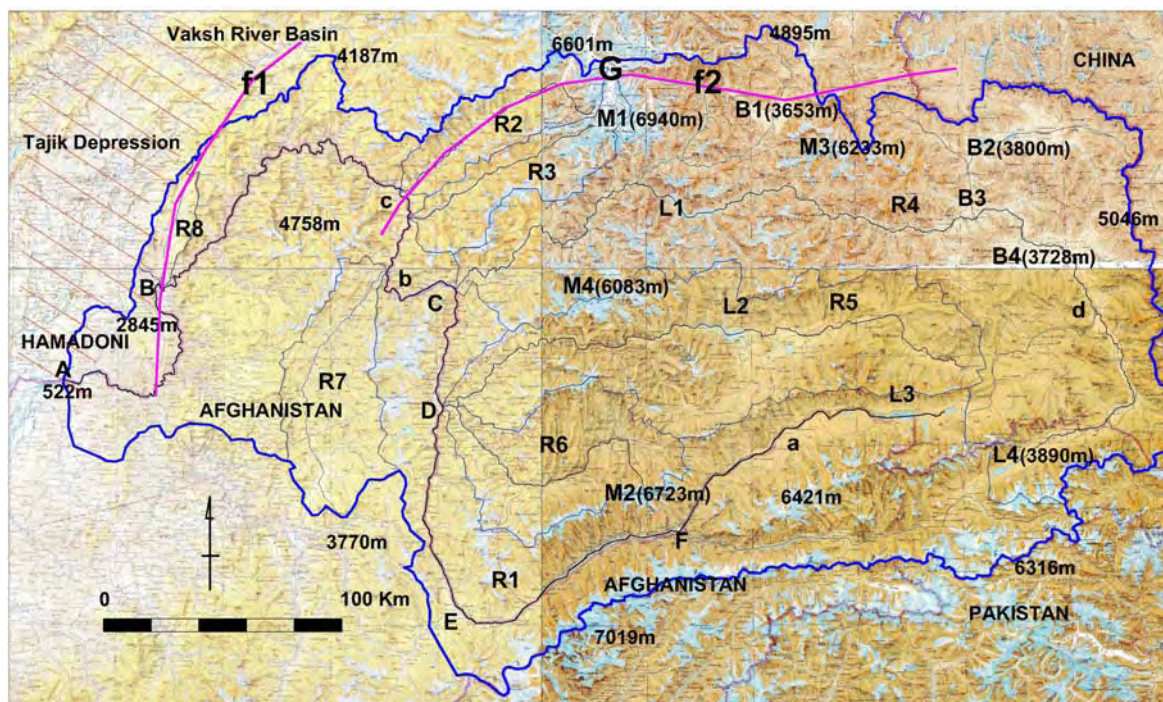 Vaksh River Basin
4895m
6601m
4187m
CHINA
G
f1
f2
B1(3653m)
R2
M1(6940m)
Tajik Depression
M3(6233m)
B2(3800m)
R3
c
B3
R4
L1
4758m
5046m
R8
B4(3728m)
b
M4(6083m)
B
C
L2
R5
d
2845m
HAMADONI
A
522m
R7
L3
AFGHANISTAN
D
R6
a
L4(3890m)
M2(6723m)
6421m
3770m
F
6316m
R1
AFGHANISTAN
0
100 Km
PAKISTAN
E
7019m